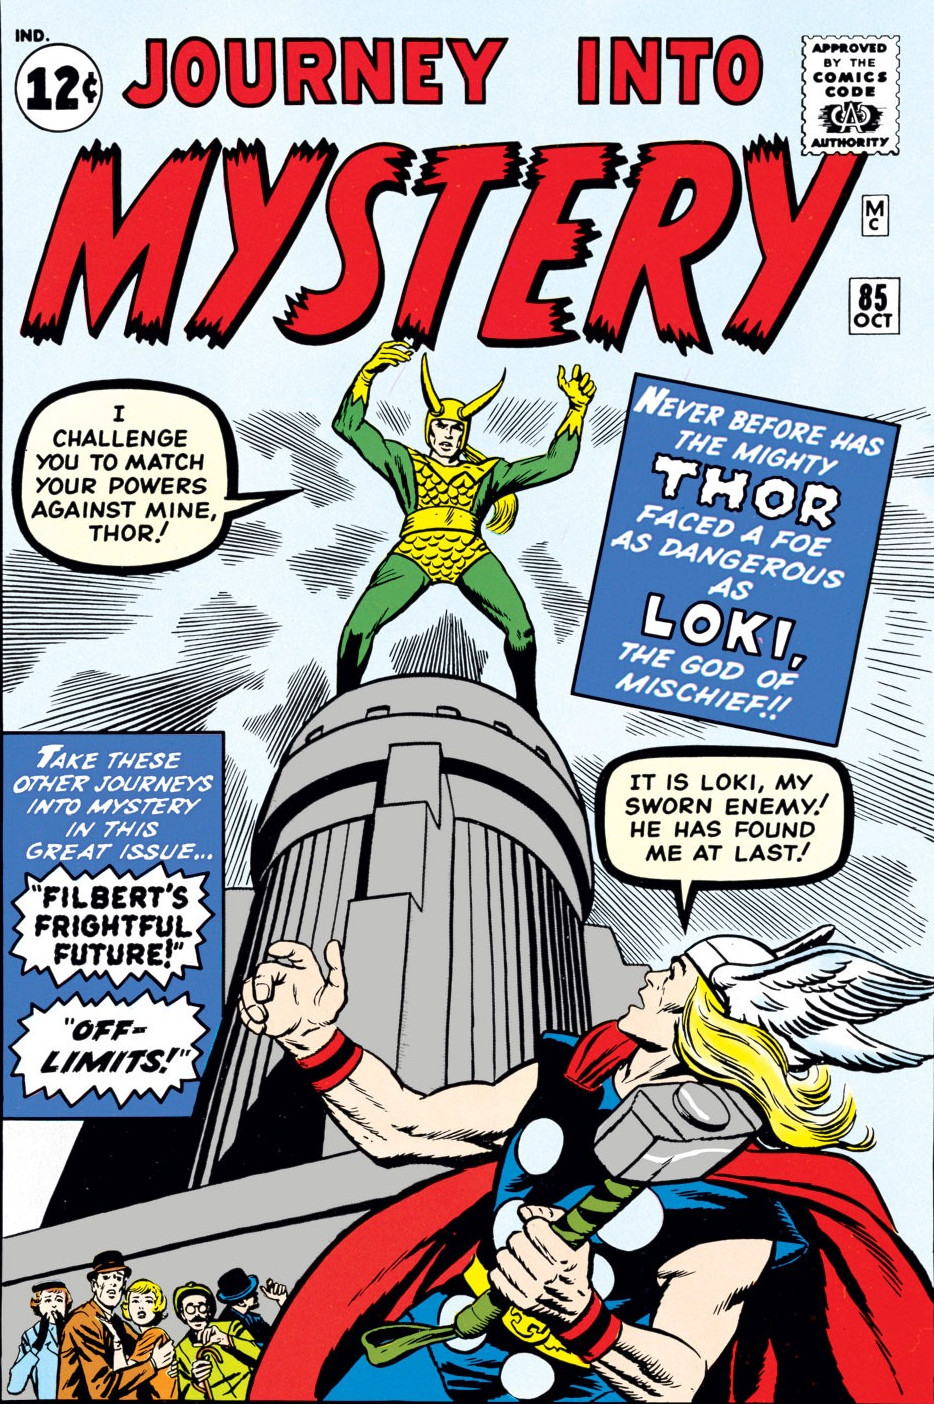 IND.
12¢
JOURNEY INTO
MYSTERY
APPROVED
BY THE
COMICS
CODE
CA
AUTHORITY
M
C
85
OCT
I
CHALLENGE
YOU TO MATCH
YOUR POWERS
AGAINST MINE,
THOR!
NEVER BEFORE HAS
THE MIGHTY
THOR
FACED A FOE
AS DANGEROUS
AS
LOKI,
THE GOD OF
MISCHIEF!!
TAKE THESE
OTHER JOURNEYS
INTO MYSTERY
IN THIS
GREAT ISSUE...
"FILBERT'S
FRIGHTFUL
FUTURE!"
"OFF-
LIMITS!"
IT IS LOKI, MY
SWORN ENEMY!
HE HAS FOUND
ME AT LAST!